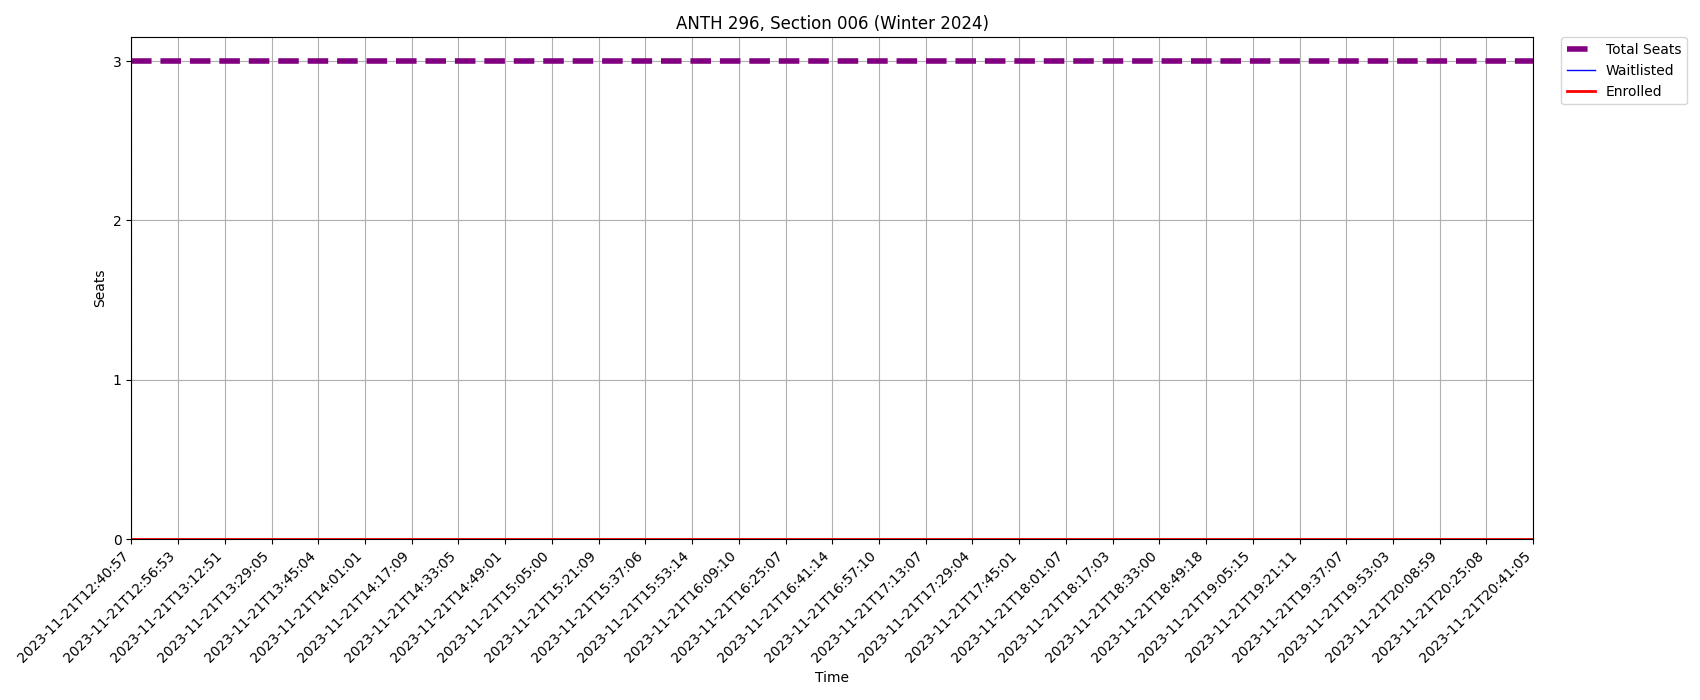 ANTH 296, Section 006 (Winter 2024)
Total Seats
Waitlisted
Enrolled
3
2
1
0
Seats
2023-11-21T12:40:57
2023-11-21T12:56:53
2023-11-21T13:12:51
2023-11-21T13:29:05
2023-11-21T13:45:04
2023-11-21T14:01:01
2023-11-21T14:17:09
2023-11-21T14:33:05
2023-11-21T14:49:01
2023-11-21T15:05:00
2023-11-21T15:21:09
2023-11-21T15:37:06
2023-11-21T15:53:14
2023-11-21T16:09:10
2023-11-21T16:25:07
2023-11-21T16:41:14
2023-11-21T16:57:10
2023-11-21T17:13:07
2023-11-21T17:29:04
2023-11-21T17:45:01
2023-11-21T18:01:07
2023-11-21T18:17:03
2023-11-21T18:33:00
2023-11-21T18:49:18
2023-11-21T19:05:15
2023-11-21T19:21:11
2023-11-21T19:37:07
2023-11-21T19:53:03
2023-11-21T20:08:59
2023-11-21T20:25:08
2023-11-21T20:41:05
Time